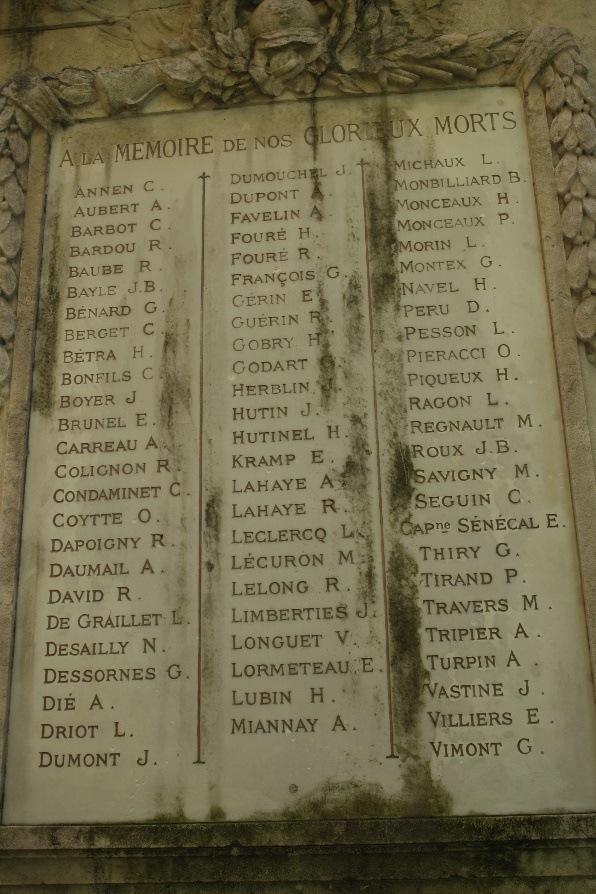 A LA MEMOIRE DE NOS GLORIEUX MORTS
ANNEN C.
AUBERT A.
BARBOT C.
BARDOU R.
BAUBE R.
BAYLE J.B.
BÉNARD G.
BERGET C.
BÉTRA H.
BONFILS C.
BOYER J
BRUNEL E.
CARREAU A.
COLIGNON R.
CONDAMINET C.
COYTTE O.
DAPOIGNY R.
DAUMAIL A.
DAVID R.
DE GRAILLET L.
DESAILLY N.
DESSORNES G.
DIÉ A.
DRIOT L.
DUMONT J.
DUMOUCHEL J.
DUPONT A.
FAVELIN A.
FOURÉ H.
FOURÉ R.
FRANÇOIS G.
GÉRIN E.
GUÉRIN R.
GOBRY H.
GODART G.
HERBLIN J.
HUTIN J.
HUTINEL H.
KRAMP E.
LAHAYE A.
LAHAYE R.
LECLERCQ L.
LÉCURON M.
LELONG R.
LIMBERTIES J.
LONGUET V.
LORMETEAU E.
LUBIN H.
MIANNAY A.
MICHAUX L.
MONBILLIARD B.
MONCEAUX H.
MONCEAUX P.
MORIN L.
MONTEX G.
NAVEL H.
PERU D.
PESSON L.
PIERACCI O.
PIQUEUX H.
RAGON L.
REGNAULT M.
ROUX J.B.
SAVIGNY M.
SEGUIN C.
CAPne SÉNÉCAL E.
THIRY G.
TIRAND P.
TRAVERS M.
TRIPIER A.
TURPIN A.
VASTINE J.
VILLIERS E.
VIMONT G.